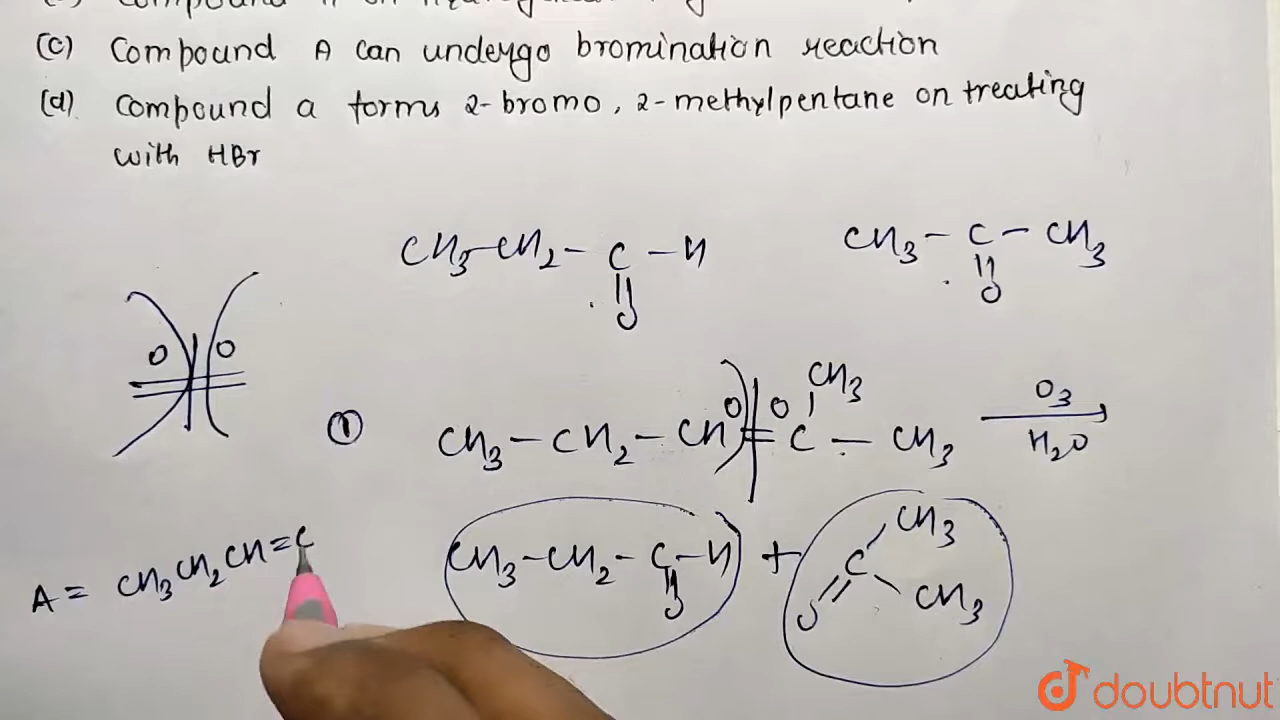 (c) Compound A can undergo bromination reaction
(d) Compound a forms 2-bromo, 2-methylpentane on treating
with HBr
CH3-CH2-C-H
O
CH3-C-CH3
O
O O
CH3
① CH3-CH2-CH=C-CH3
O O
O3
H2O
A= CH3CH2CH=C
CH3-CH2-C-H + C
O
CH3
O
CH3
doubtnut